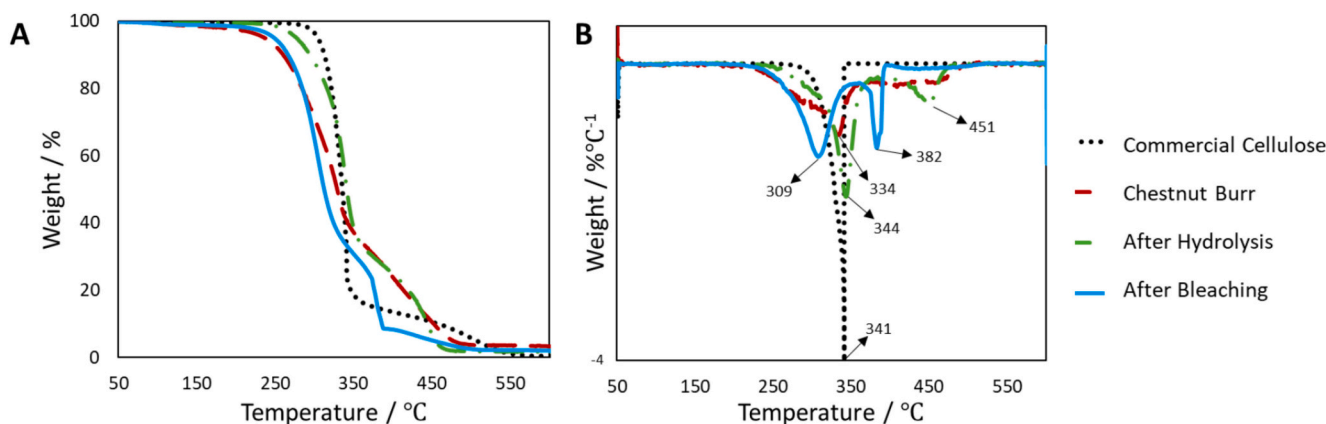 A
100
80
60
40
20
0
Weight / %
50 150 250 350 450 550
Temperature / °C
B
Weight / %°C-1
-4
309
334
344
341
382
451
50 150 250 350 450 550
Temperature / °C
Commercial Cellulose
Chestnut Burr
After Hydrolysis
After Bleaching